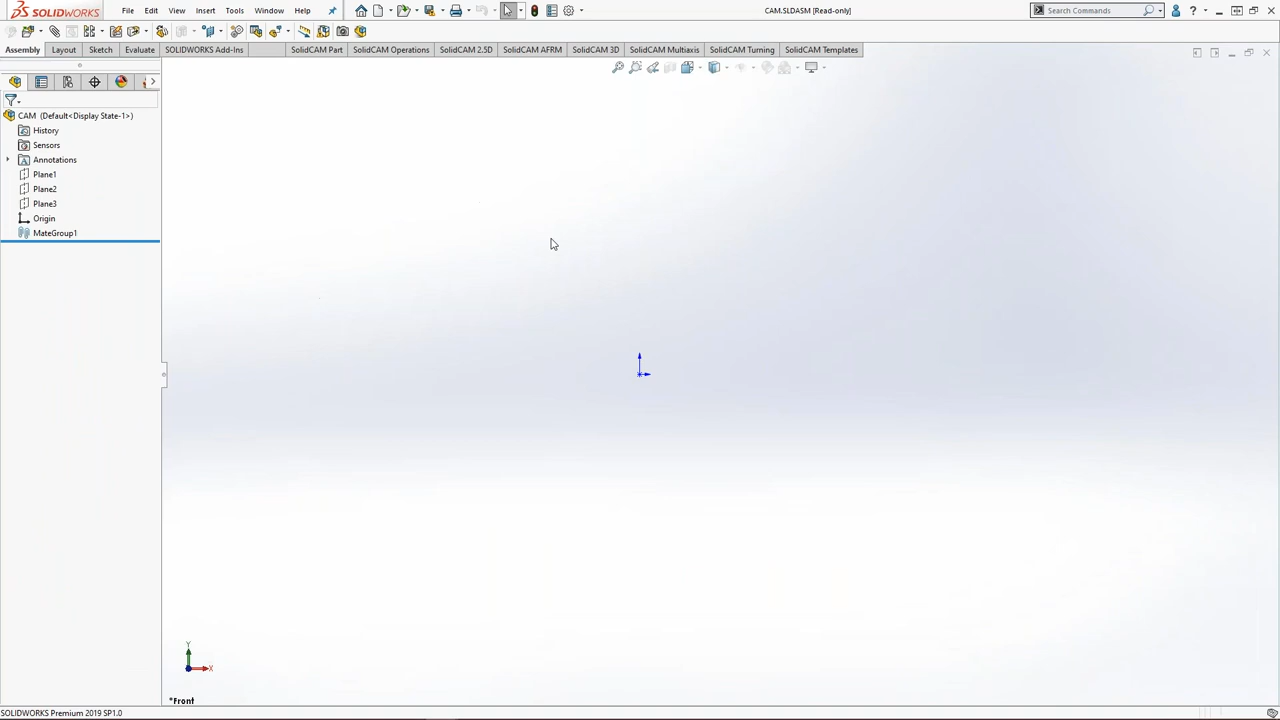 SOLIDWORKS File Edit View Insert Tools Window Help CAM.SLDASM [Read-only] Search Commands
Assembly Layout Sketch Evaluate SOLIDWORKS Add-Ins SolidCAM Part SolidCAM Operations SolidCAM 2.5D SolidCAM AFRM SolidCAM 3D SolidCAM Multiaxis SolidCAM Turning SolidCAM Templates
CAM (Default<Display State-1>)
History
Sensors
Annotations
Plane1
Plane2
Plane3
Origin
MateGroup1
Y
X
*Front
SOLIDWORKS Premium 2019 SP1.0